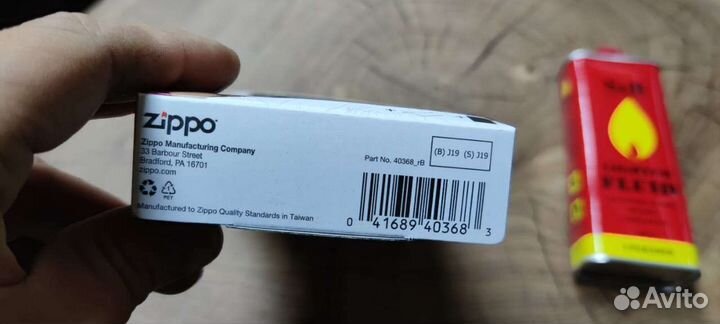 zippo
Zippo Manufacturing Company
33 Barbour Street
Bradford, PA 16701
zippo.com
PET
Manufactured to Zippo Quality Standards in Taiwan
Part No. 40368_rB
(B) J19 (S) J19
0 41689 40368 3
FLUID
Avito